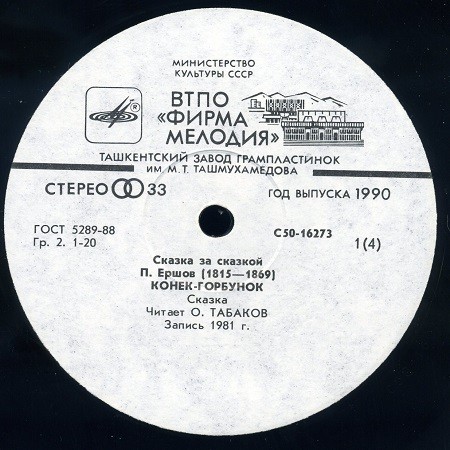 МИНИСТЕРСТВО
КУЛЬТУРЫ СССР
ВТПО
«ФИРМА
МЕЛОДИЯ»
ТАШКЕНТСКИЙ ЗАВОД ГРАМПЛАСТИНОК
ИМ. М. Т. ТАШМУХАМЕДОВА
СТЕРЕО 33
ГОД ВЫПУСКА 1990
ГОСТ 5289-88
Гр. 2. 1-20
С50-16273
1(4)
Сказка за сказкой
П. Ершов (1815—1869)
КОНЕК-ГОРБУНОК
Сказка
Читает О. ТАБАКОВ
Запись 1981 г.